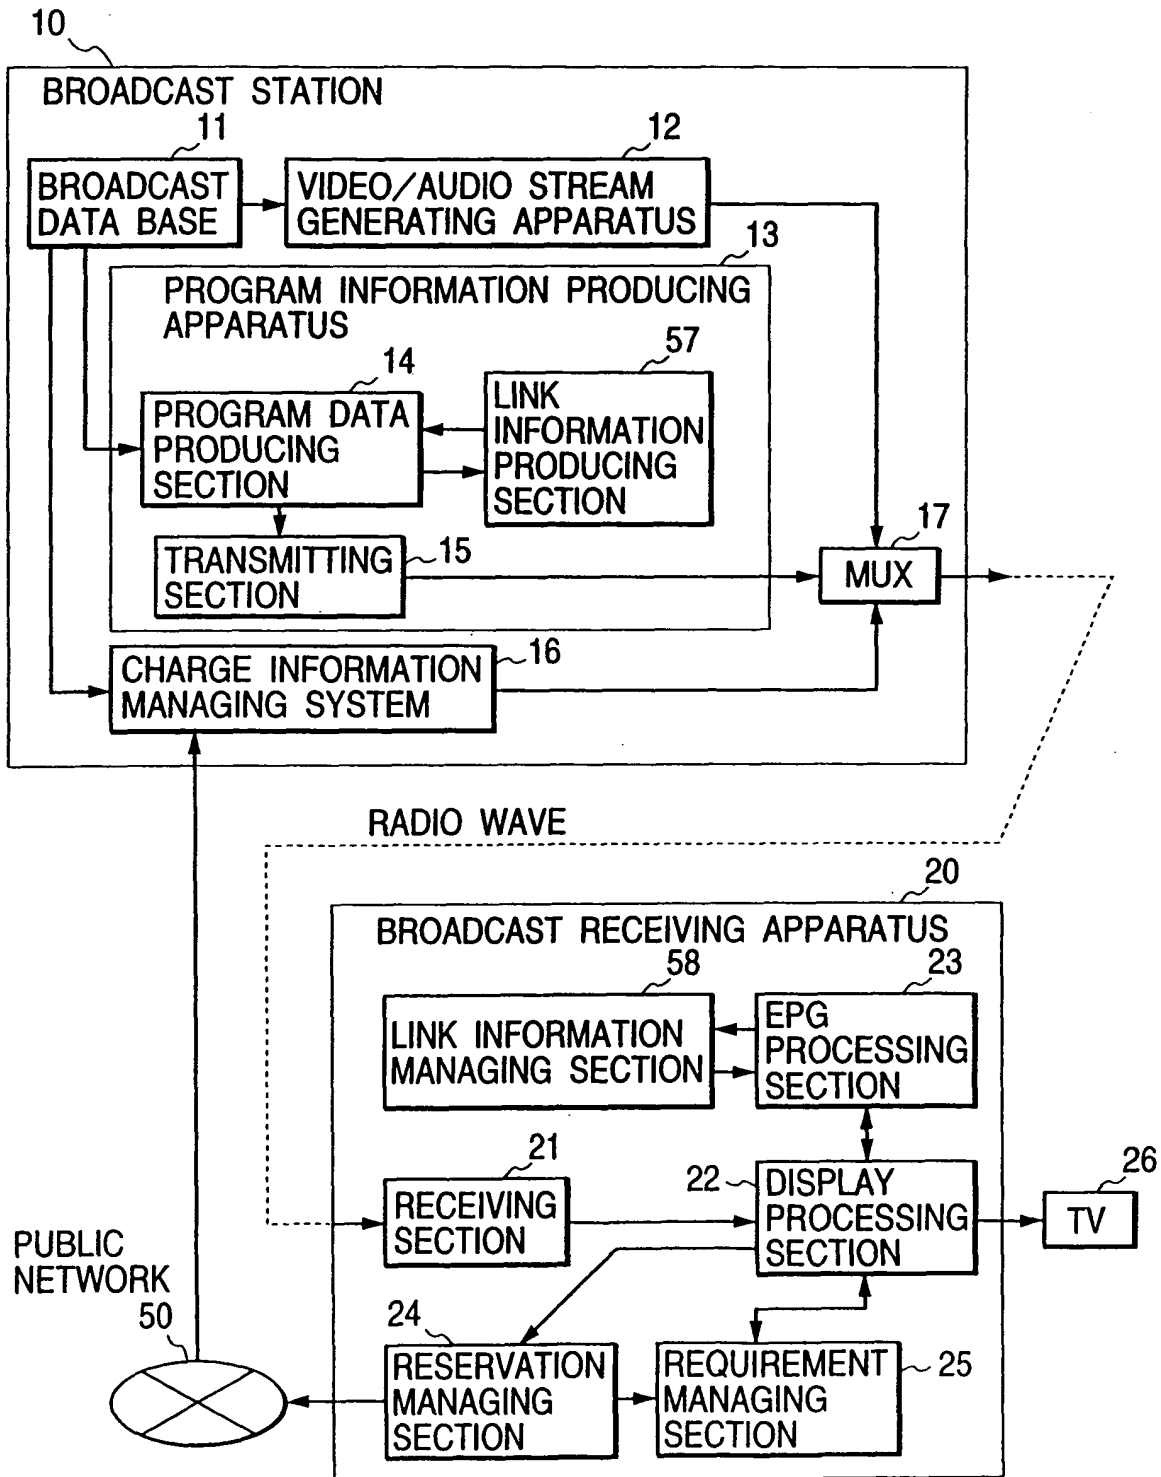 10
BROADCAST STATION
11
12
BROADCAST
DATA BASE
VIDEO/AUDIO STREAM
GENERATING APPARATUS
13
PROGRAM INFORMATION PRODUCING
APPARATUS
57
14
PROGRAM DATA
PRODUCING
SECTION
LINK
INFORMATION
PRODUCING
SECTION
17
TRANSMITTING
SECTION
15
MUX
16
CHARGE INFORMATION
MANAGING SYSTEM
RADIO WAVE
20
BROADCAST RECEIVING APPARATUS
58
23
LINK INFORMATION
MANAGING SECTION
EPG
PROCESSING
SECTION
21
22
26
RECEIVING
SECTION
DISPLAY
PROCESSING
SECTION
TV
PUBLIC
NETWORK
50
24
RESERVATION
MANAGING
SECTION
REQUIREMENT
MANAGING
SECTION
25